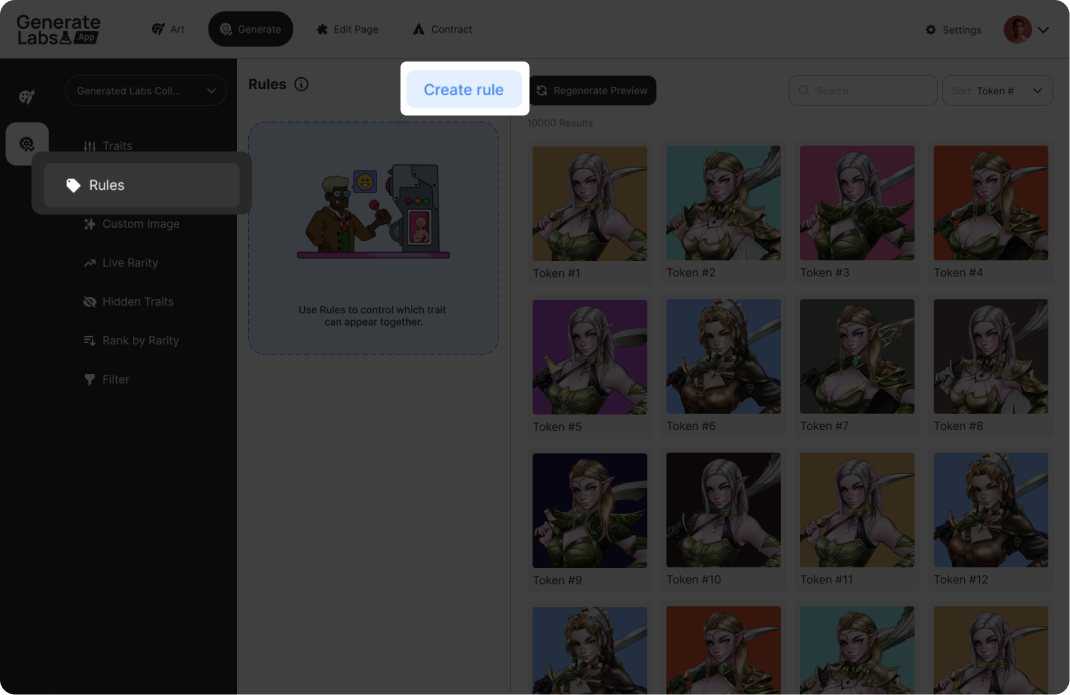 Generate
Labs App
Art
Generate
Edit Page
Contract
Settings
Generated Labs Coll...
Rules
Create rule
Regenerate Preview
Search
Sort: Token #
10000 Results
Traits
Rules
Custom Image
Live Rarity
Hidden Traits
Rank by Rarity
Filter
Use Rules to control which trait
can appear together.
Token #1
Token #2
Token #3
Token #4
Token #5
Token #6
Token #7
Token #8
Token #9
Token #10
Token #11
Token #12